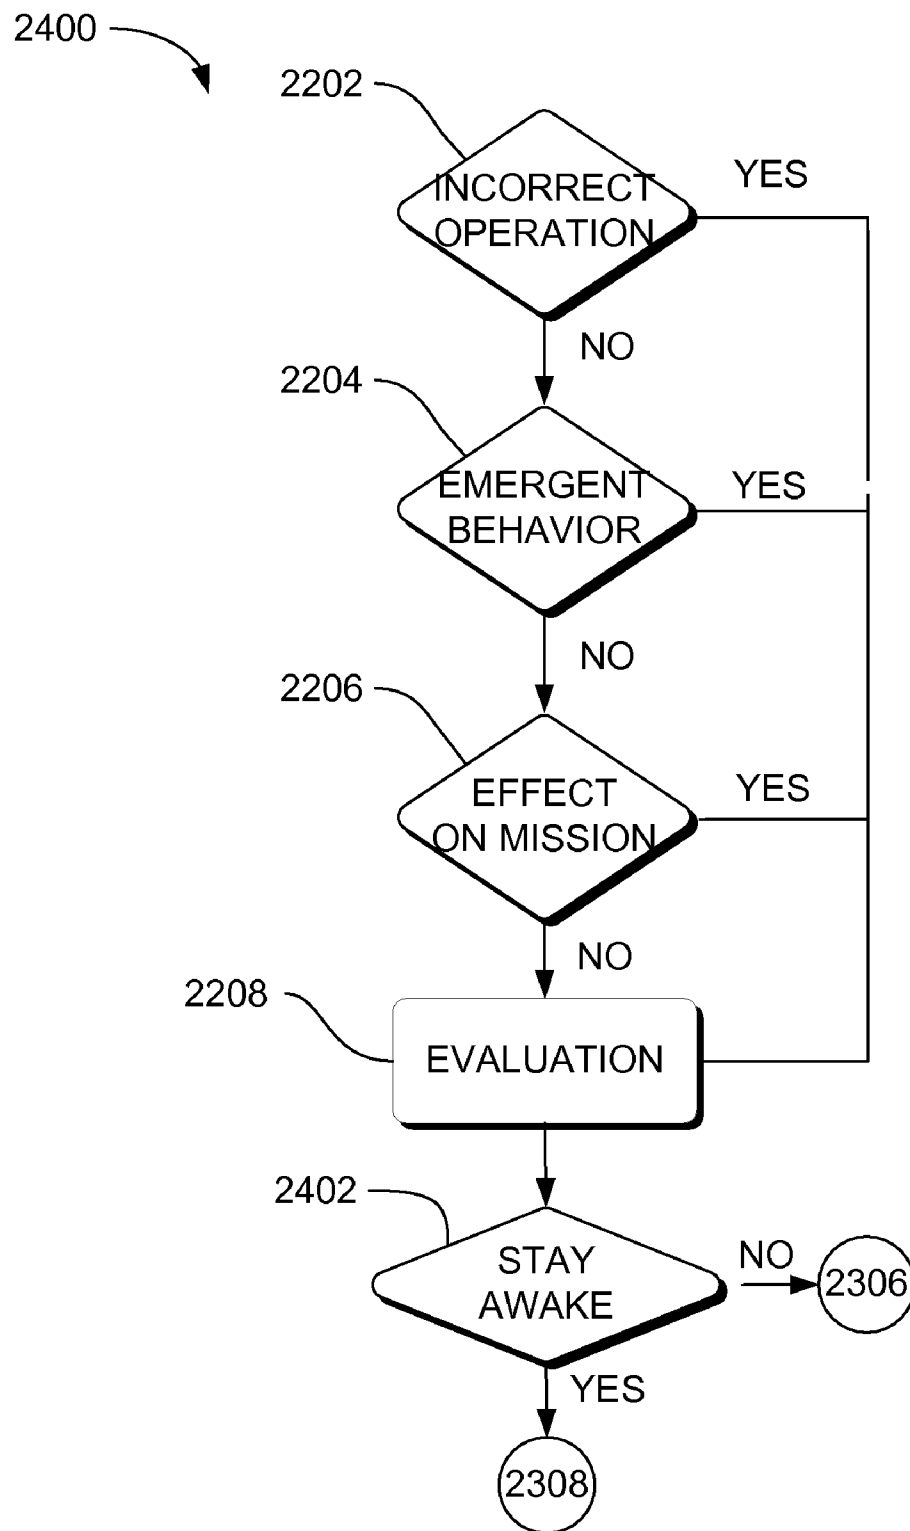 2400
2202
INCORRECT
OPERATION
YES
NO
2204
EMERGENT
BEHAVIOR
YES
NO
2206
EFFECT
ON MISSION
YES
NO
2208
EVALUATION
2402
STAY
AWAKE
NO
2306
YES
2308